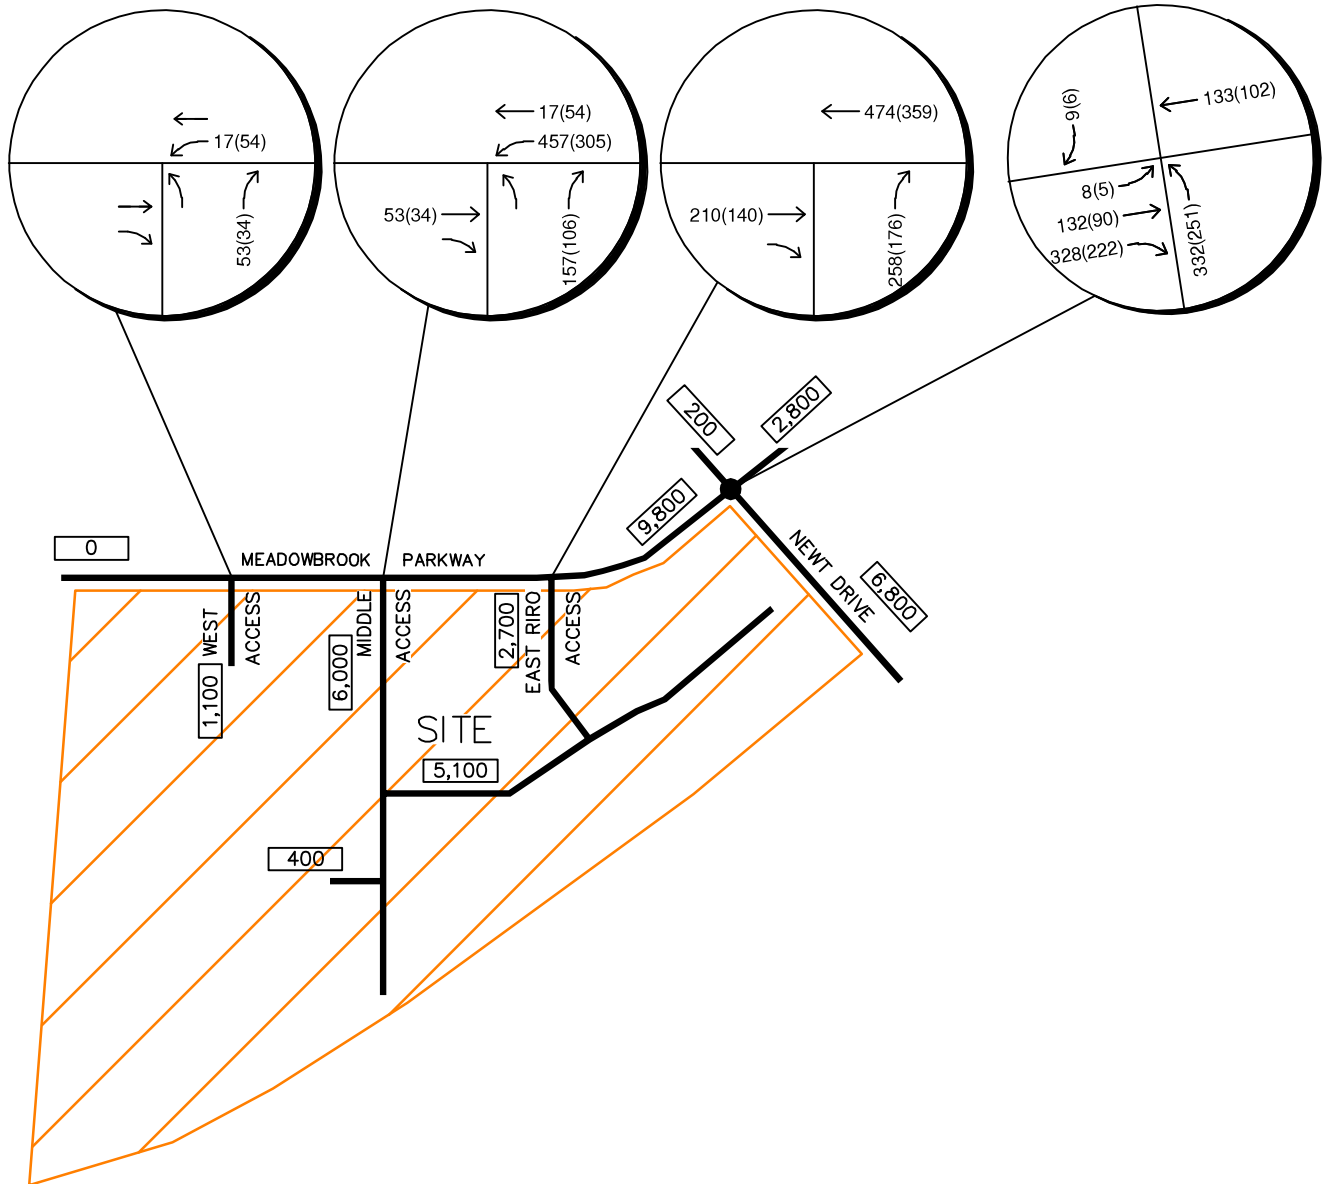 17(54)
53(34)
17(54)
457(305)
53(34)
157(106)
474(359)
210(140)
258(176)
9(6)
133(102)
8(5)
132(90)
328(222)
332(251)
200
2,800
9,800
0
MEADOWBROOK PARKWAY
NEWT DRIVE
6,800
WEST
ACCESS
1,100
MIDDLE
ACCESS
6,000
EAST RIRO
ACCESS
2,700
SITE
5,100
400